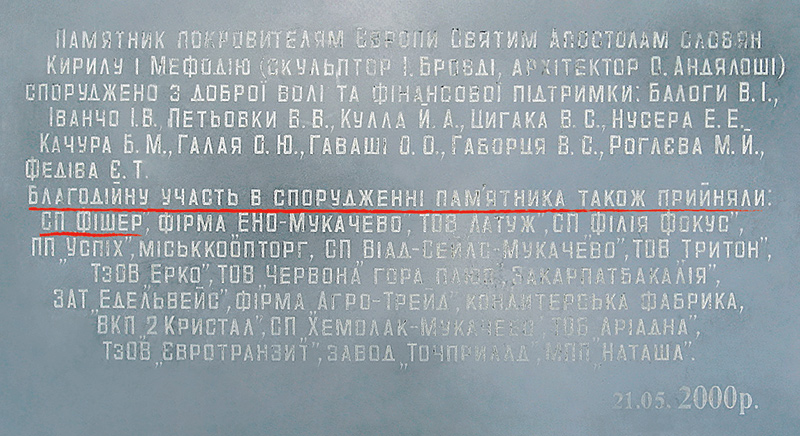 Памятник покровителям Європи Святим Апостолам словян
Кирилу і Мефодію (скульптор І. Бровді, архітектор О. Андялоші)
споруджено з доброї волі та фінансової підтримки: Балоги В. І.,
Іванчо І.В., Петьовки В. В., Кулла Й. А., Цигака В. С., Нусера Е. Е.
Качура Б. М., Галая О. Ю., Гаваші О. О., Габорця В. С., Роглєва М. Й.,
Федіва Є. Т.
Благодійну участь в спорудженні пам'ятника також прийняли:
СП Фішер, фірма „Ено-Мукачево, ТОВ Латуж, „СП філія фокус",
ПП „Успіх", Міськкоопторг, СП Віад-Сейлс-Мукачево", ТОВ Тритон",
ТзОВ „Ерко", ТОВ „Червона гора плюс, „Закарпатбакалія",
ЗАТ „Едельвейс", фірма „Агро-Трейд", кондитерська фабрика,
ВКП „2 Кристал", СП „Хемолак-Мукачево, ТОВ Аріадна",
ТзОВ „Євротранзит", завод „Точприлад", МПП „Наташа".
21.05. 2000р.